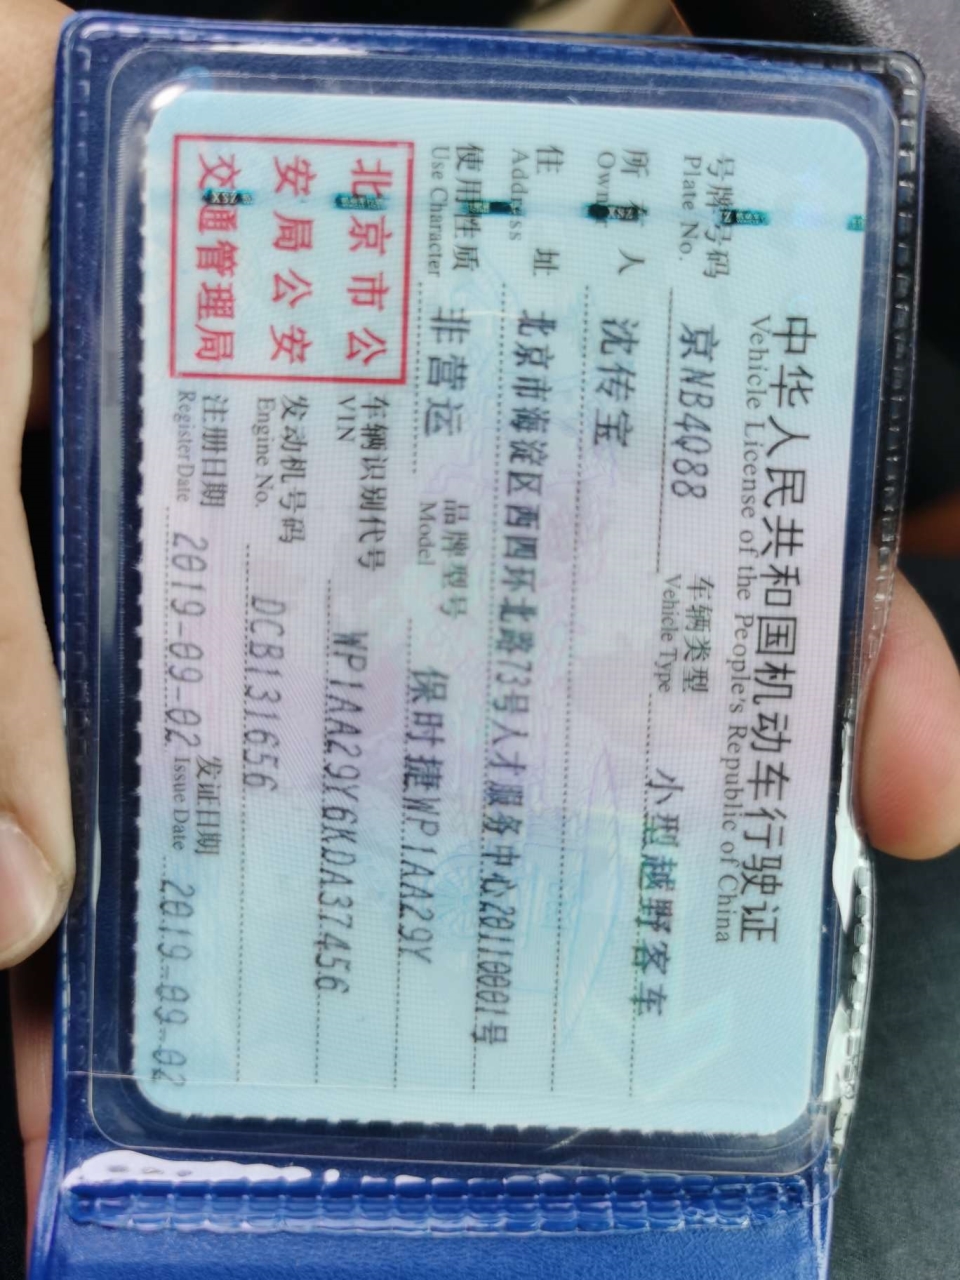 中华人民共和国机动车行驶证
Vehicle License of the People's Republic of China
号牌号码 京NB4Q88 车辆类型 小型越野客车
Plate No. Vehicle Type
所有人 沈传宝
Owner
住址 北京市海淀区西四环北路73号人才服务中心20110001号
Address
使用性质 非营运 品牌型号 保时捷WP1AA29Y
Use Character Model
北京市公
安局公安
交通管理局
车辆识别代号 WP1AA29Y6KDA37456
VIN
发动机号码 DCB131656
Engine No.
注册日期 2019-09-02 发证日期 2019-09-02
Register Date Issue Date